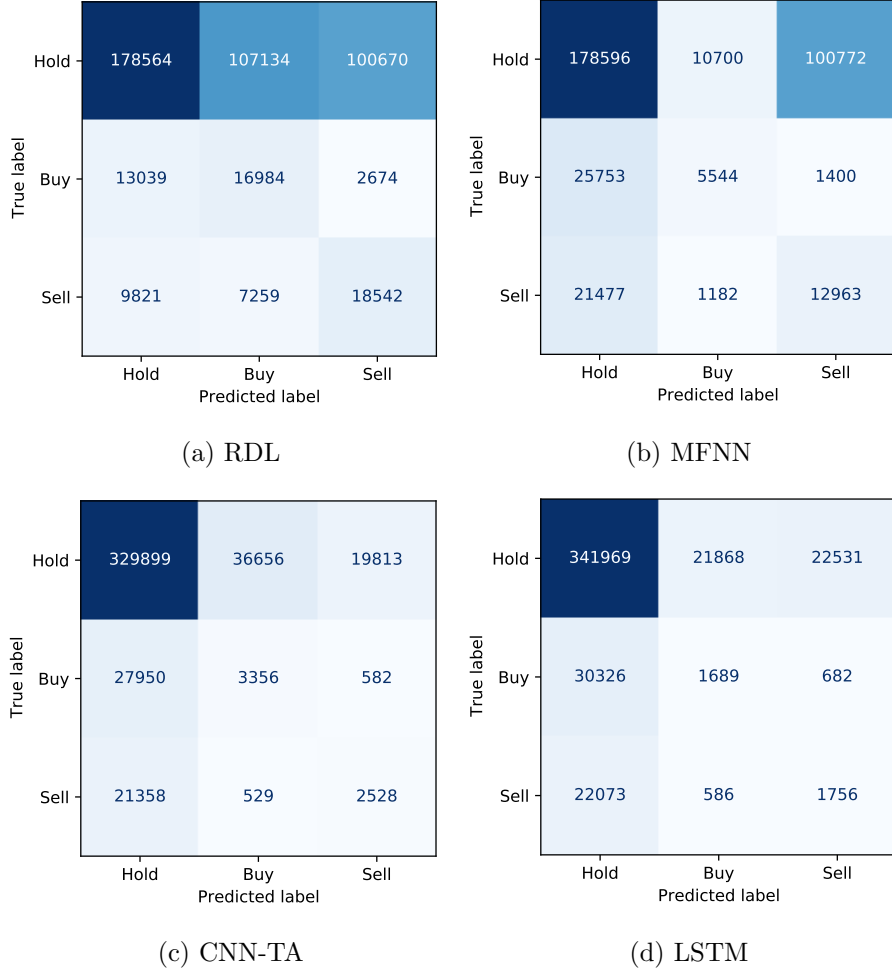 Hold 178564 107134 100670
Buy 13039 16984 2674
Sell 9821 7259 18542
Hold Buy Sell
Predicted label
True label
(a) RDL
Hold 178596 10700 100772
Buy 25753 5544 1400
Sell 21477 1182 12963
Hold Buy Sell
Predicted label
True label
(b) MFNN
Hold 329899 36656 19813
Buy 27950 3356 582
Sell 21358 529 2528
Hold Buy Sell
Predicted label
True label
(c) CNN-TA
Hold 341969 21868 22531
Buy 30326 1689 682
Sell 22073 586 1756
Hold Buy Sell
Predicted label
True label
(d) LSTM